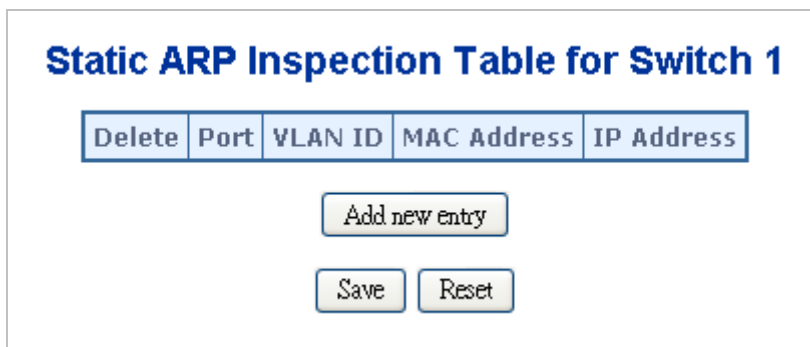 Static ARP Inspection Table for Switch 1
Delete Port VLAN ID MAC Address IP Address
Add new entry
Save Reset